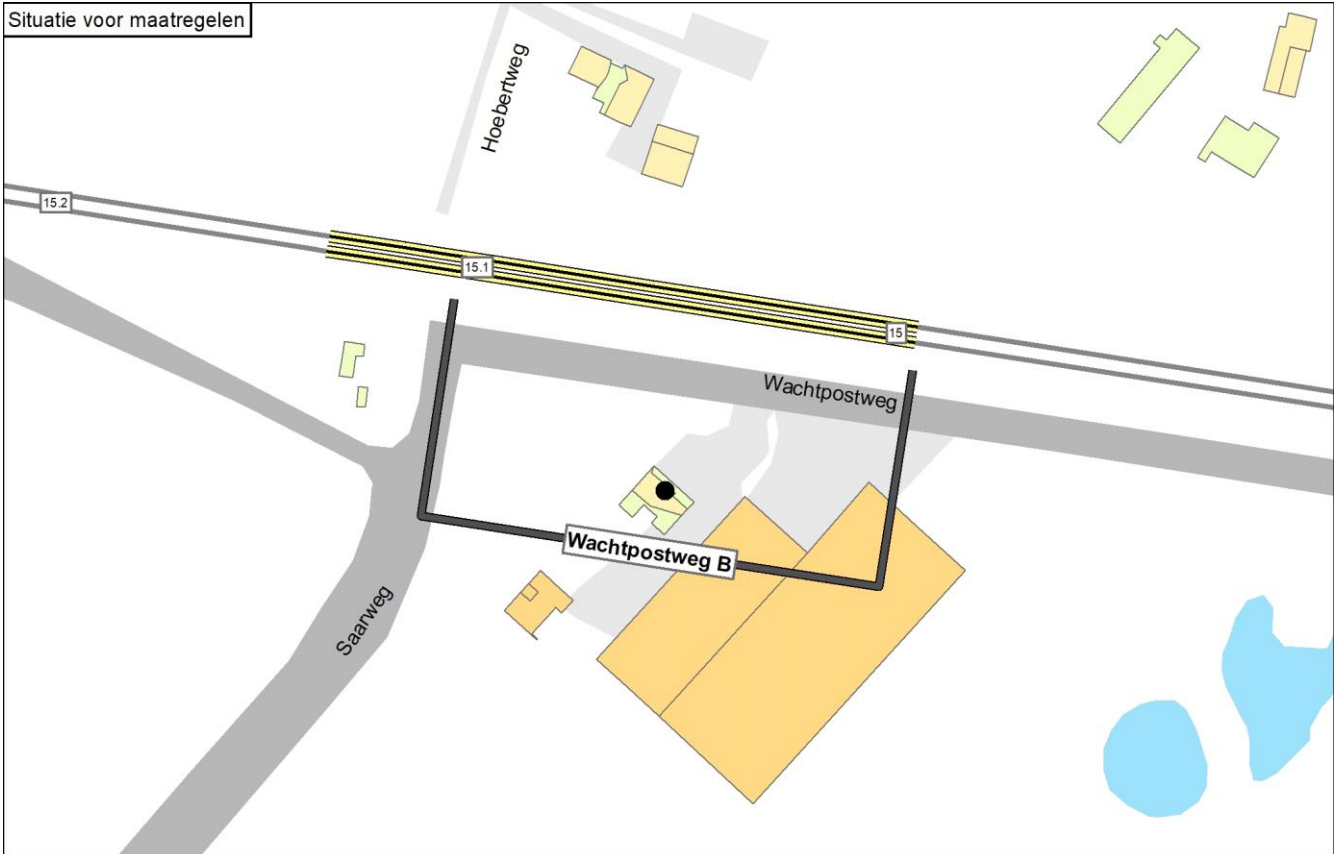 Situatie voor maatregelen
Hoebertweg
15.2
15.1
15
Wachtpostweg
Wachtpostweg B
Saarweg